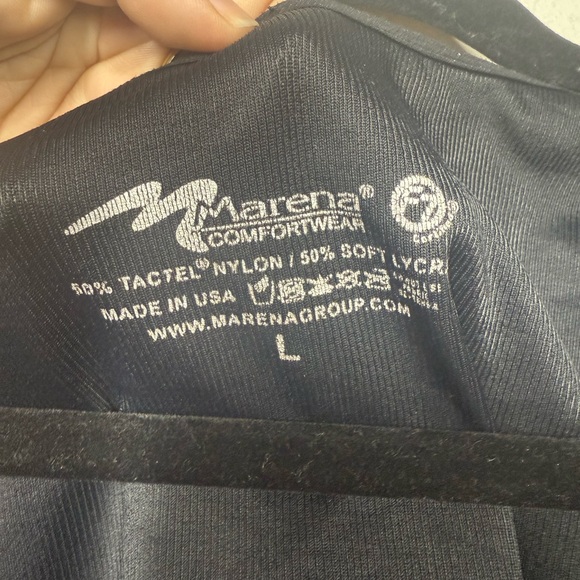 Marena®
COMFORTWEAR
50% TACTEL® NYLON / 50% SOFT LYCRA
MADE IN USA
WWW.MARENAGROUP.COM
L